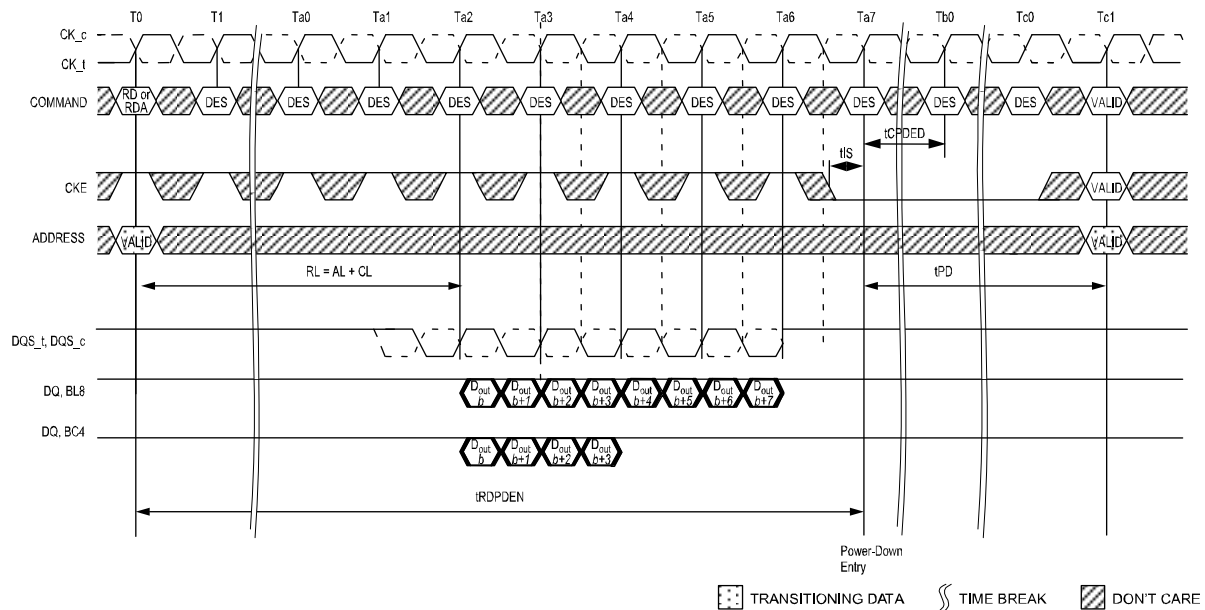 T0 T1 Ta0 Ta1 Ta2 Ta3 Ta4 Ta5 Ta6 Ta7 Tb0 Tc0 Tc1
CK_c
CK_t
COMMAND
RD or
RDA
DES DES DES DES DES DES DES DES DES DES DES VALID
tCPDED
tIS
CKE
VALID
ADDRESS
VALID
VALID
RL = AL + CL
tPD
DQS_t, DQS_c
DQ, BL8
Dout Dout Dout Dout Dout Dout Dout Dout
b b+1 b+2 b+3 b+4 b+5 b+6 b+7
DQ, BC4
Dout Dout Dout Dout
b b+1 b+2 b+3
tRDPDEN
Power-Down
Entry
TRANSITIONING DATA TIME BREAK DON'T CARE